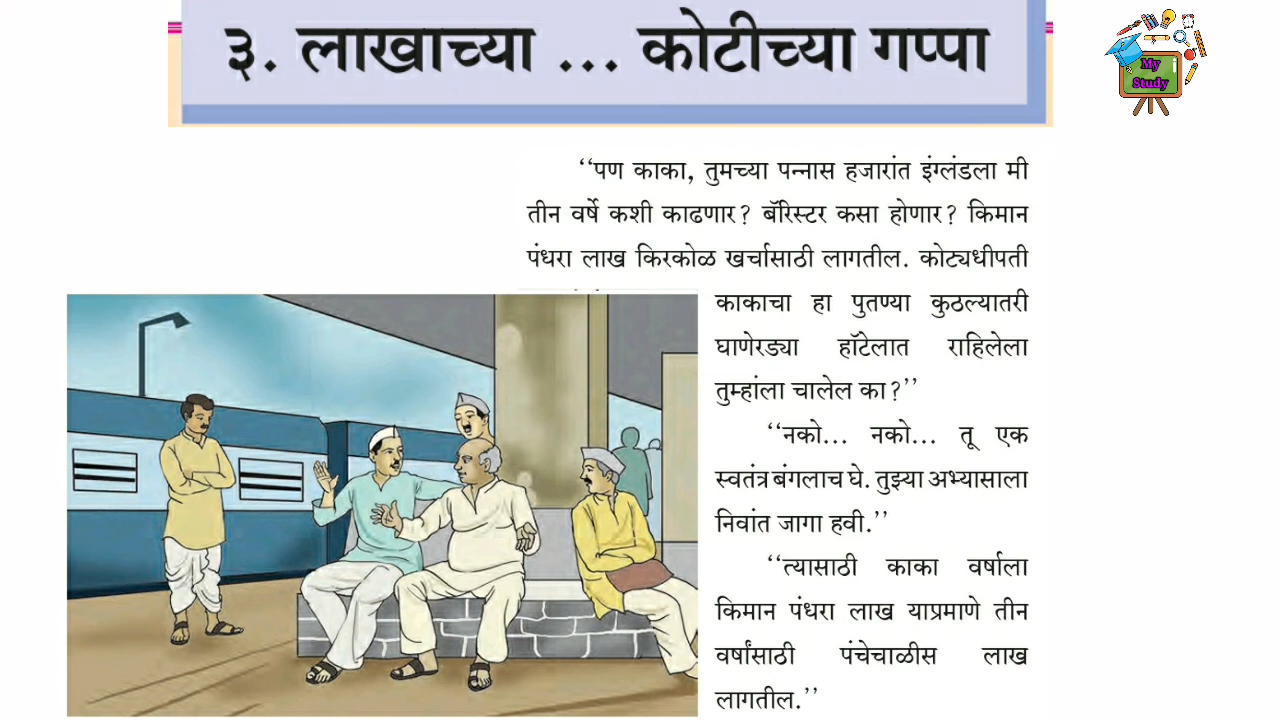 ३. लाखाच्या ... कोटीच्या गप्पा
My
Study
‘‘पण काका, तुमच्या पन्नास हजारांत इंग्लंडला मी
तीन वर्षे कशी काढणार? बॅरिस्टर कसा होणार? किमान
पंधरा लाख किरकोळ खर्चासाठी लागतील. कोट्यधीपती
काकाचा हा पुतण्या कुठल्यातरी
घाणेरड्या हॉटेलात राहिलेला
तुम्हांला चालेल का?’’
‘‘नको... नको... तू एक
स्वतंत्र बंगलाच घे. तुझ्या अभ्यासाला
निवांत जागा हवी.’’
‘‘त्यासाठी काका वर्षाला
किमान पंधरा लाख याप्रमाणे तीन
वर्षांसाठी पंचेचाळीस लाख
लागतील.’’